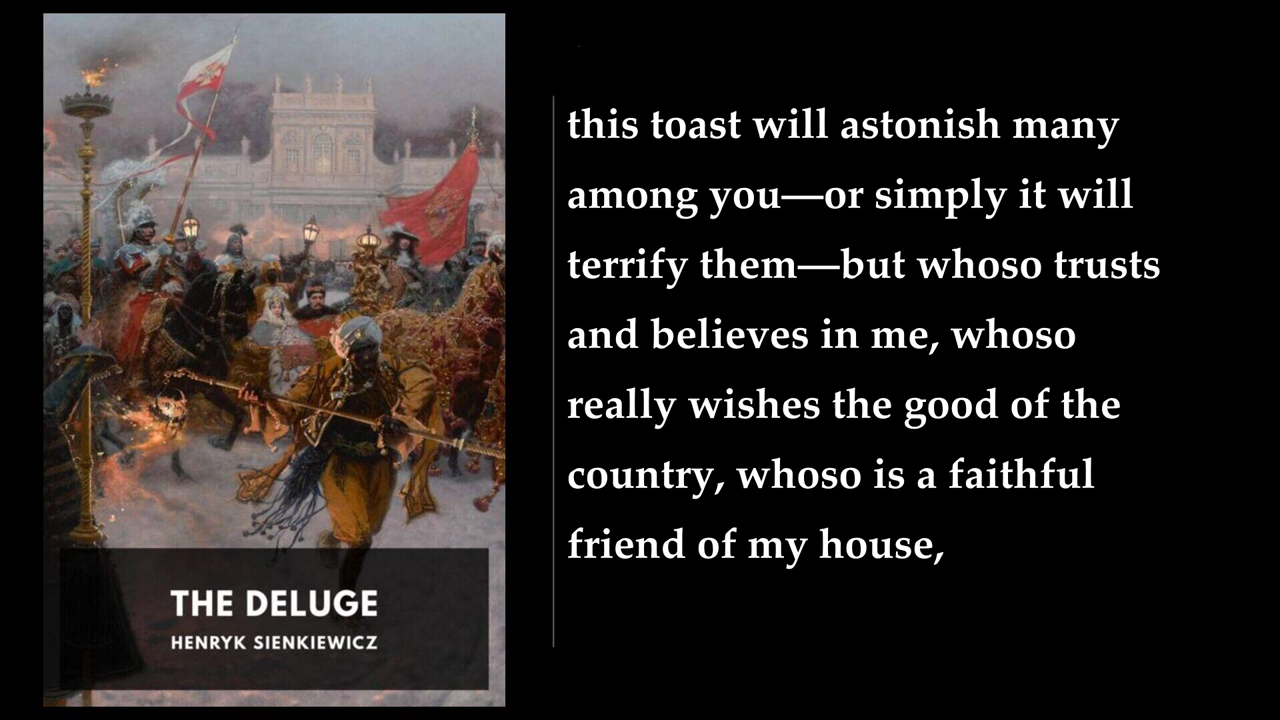 THE DELUGE
HENRYK SIENKIEWICZ
this toast will astonish many
among you—or simply it will
terrify them—but whoso trusts
and believes in me, whoso
really wishes the good of the
country, whoso is a faithful
friend of my house,